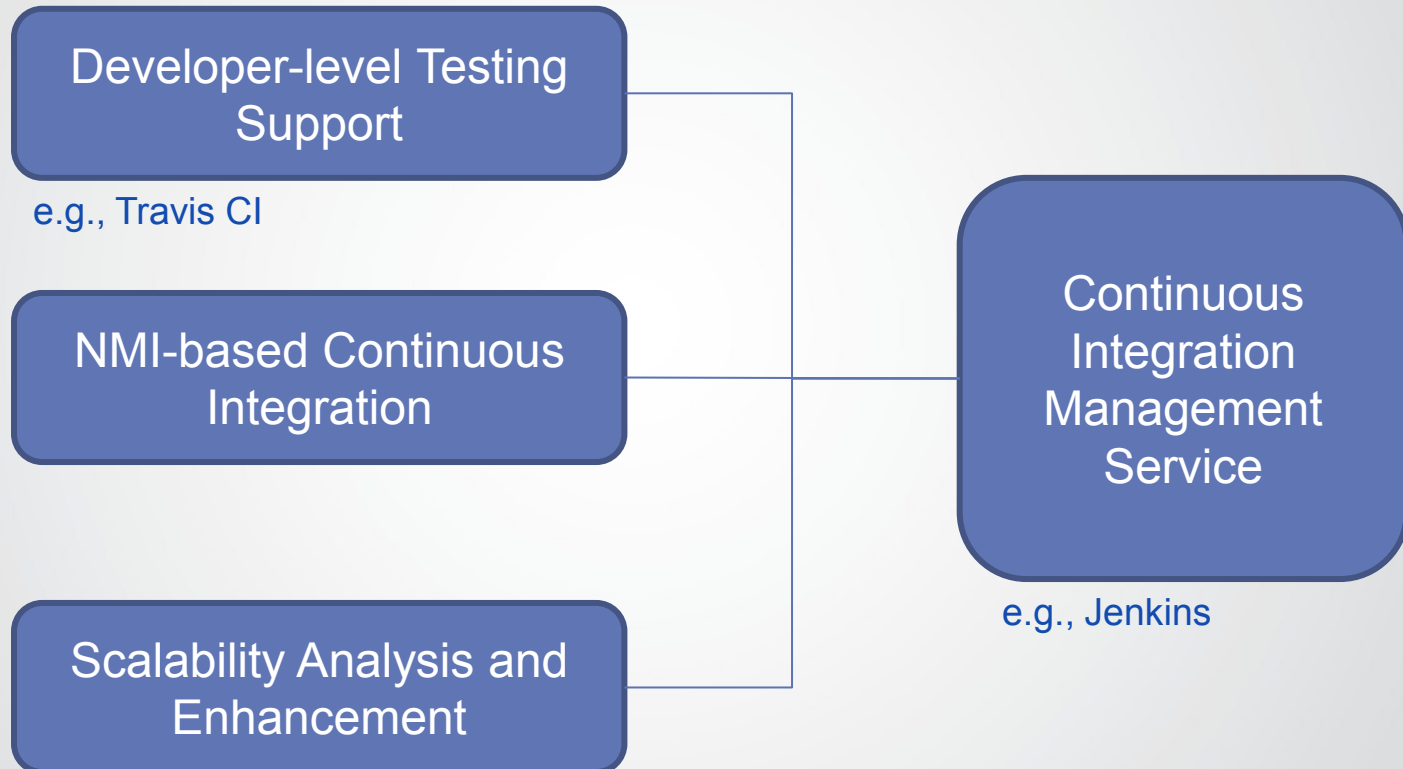 Developer-level Testing
Support
e.g., Travis CI
NMI-based Continuous
Integration
Scalability Analysis and
Enhancement
Continuous
Integration
Management
Service
e.g., Jenkins